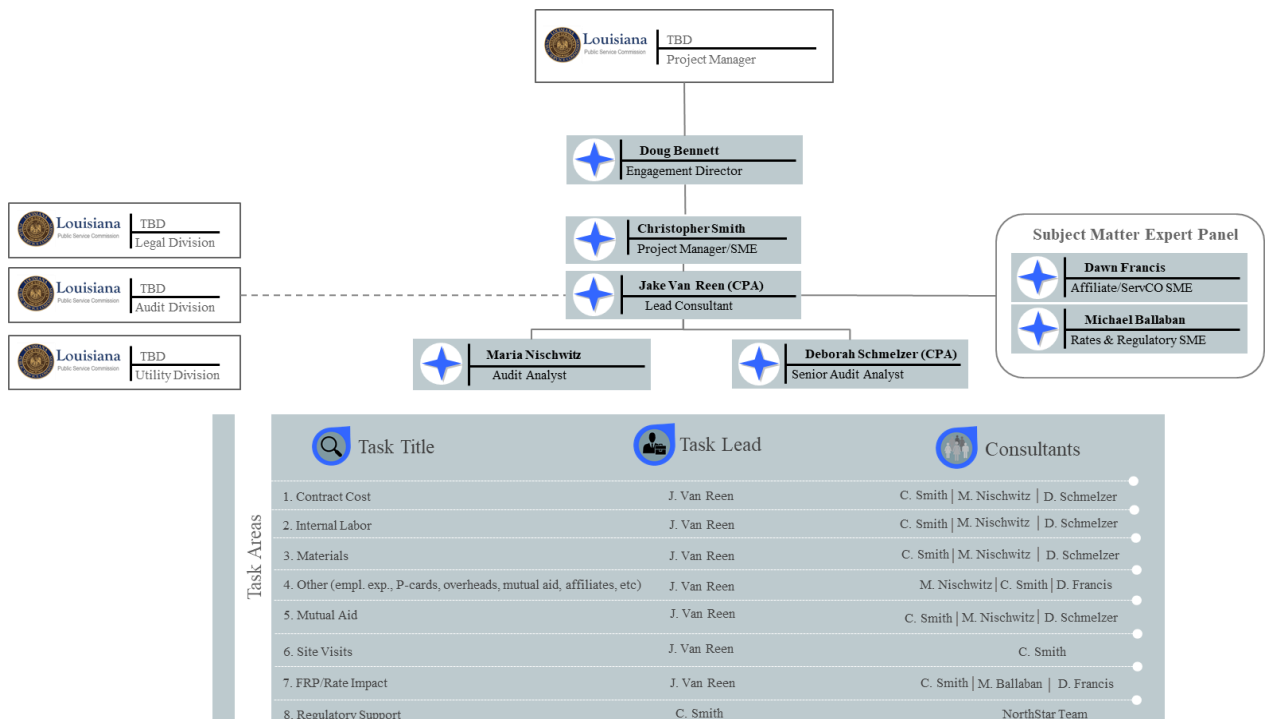 Louisiana
Public Service Commission
TBD
Project Manager
Doug Bennett
Engagement Director
Christopher Smith
Project Manager/SME
Jake Van Reen (CPA)
Lead Consultant
Maria Nischwitz
Audit Analyst
Deborah Schmelzer (CPA)
Senior Audit Analyst
Louisiana
Public Service Commission
TBD
Legal Division
Louisiana
Public Service Commission
TBD
Audit Division
Louisiana
Public Service Commission
TBD
Utility Division
Subject Matter Expert Panel
Dawn Francis
Affiliate/ServCO SME
Michael Ballaban
Rates & Regulatory SME
Task Areas
Task Title Task Lead Consultants
1. Contract Cost J. Van Reen C. Smith | M. Nischwitz | D. Schmelzer
2. Internal Labor J. Van Reen C. Smith | M. Nischwitz | D. Schmelzer
3. Materials J. Van Reen C. Smith | M. Nischwitz | D. Schmelzer
4. Other (empl. exp., P-cards, overheads, mutual aid, affiliates, etc) J. Van Reen M. Nischwitz | C. Smith | D. Francis
5. Mutual Aid J. Van Reen C. Smith | M. Nischwitz | D. Schmelzer
6. Site Visits J. Van Reen C. Smith
7. FRP/Rate Impact J. Van Reen C. Smith | M. Ballaban | D. Francis
8. Regulatory Support C. Smith NorthStar Team